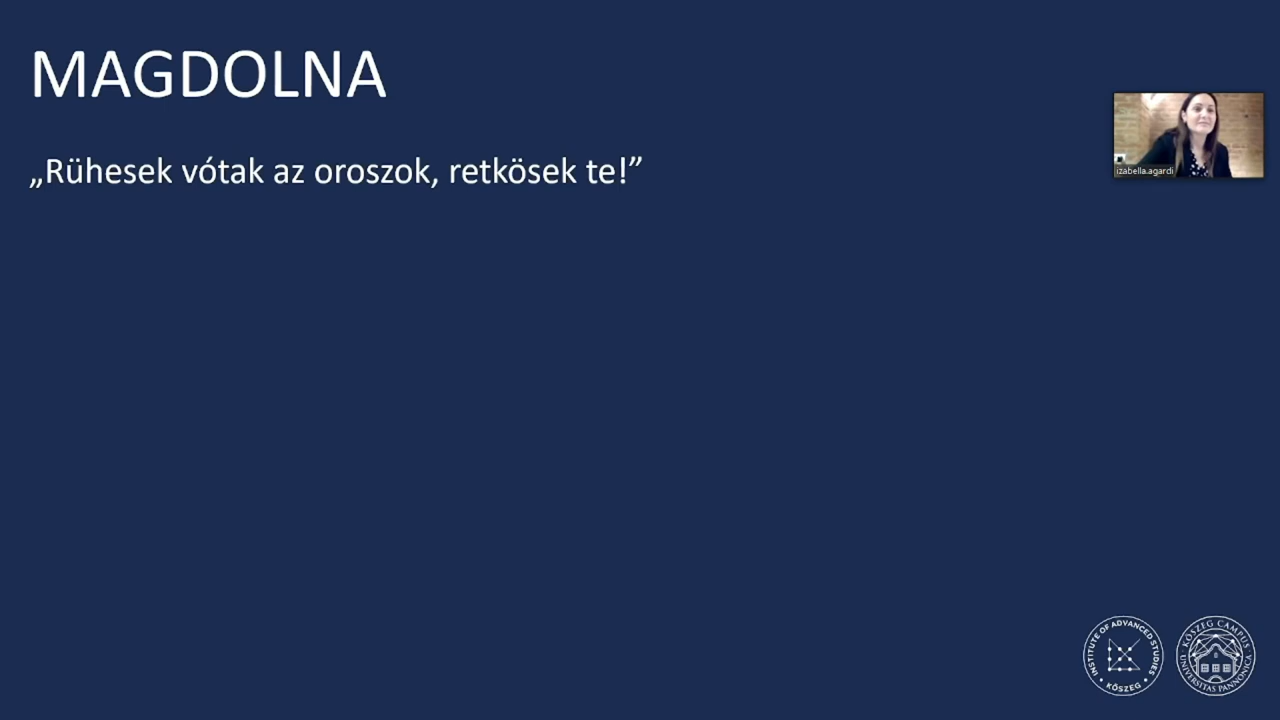 MAGDOLNA
„Rühesek vótak az oroszok, retkösek te!”
izabella.agardi
INSTITUTE OF ADVANCED STUDIES
• KŐSZEG •
KŐSZEG CAMPUS
UNIVERSITAS PANNONICA